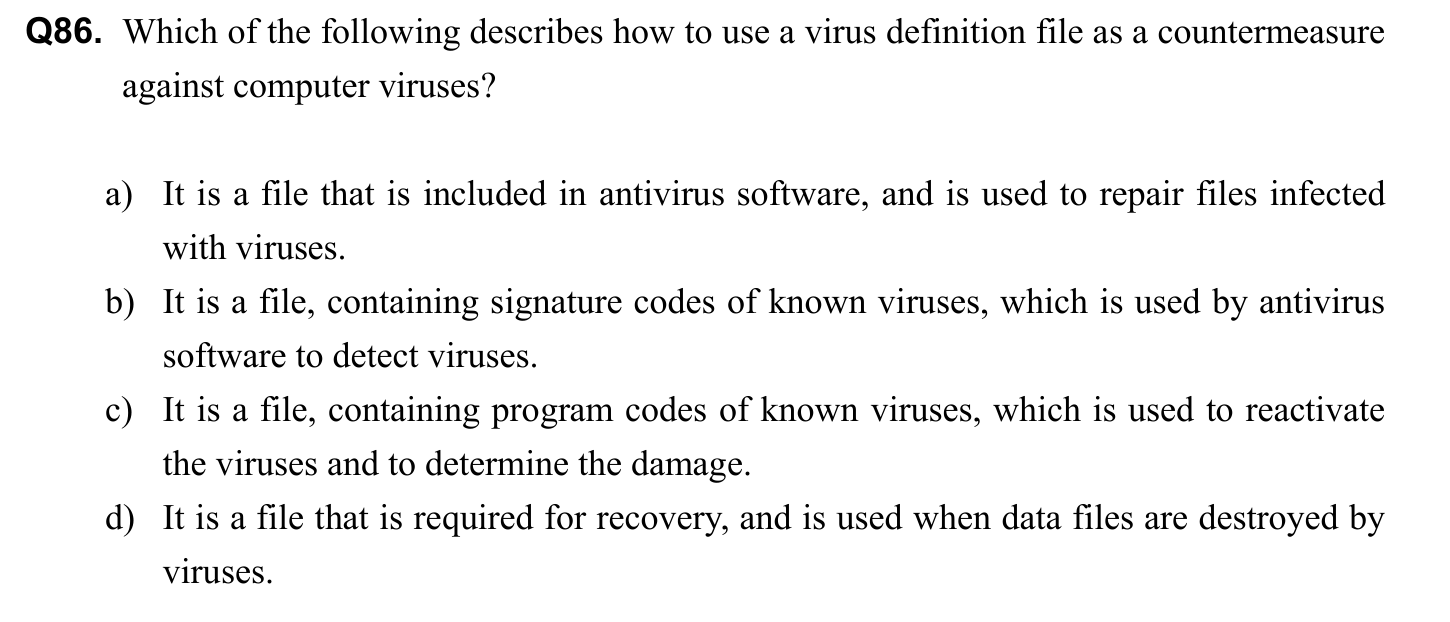 Q86. Which of the following describes how to use a virus definition file as a countermeasure
against computer viruses?
a) It is a file that is included in antivirus software, and is used to repair files infected
with viruses.
b) It is a file, containing signature codes of known viruses, which is used by antivirus
software to detect viruses.
c) It is a file, containing program codes of known viruses, which is used to reactivate
the viruses and to determine the damage.
d) It is a file that is required for recovery, and is used when data files are destroyed by
viruses.